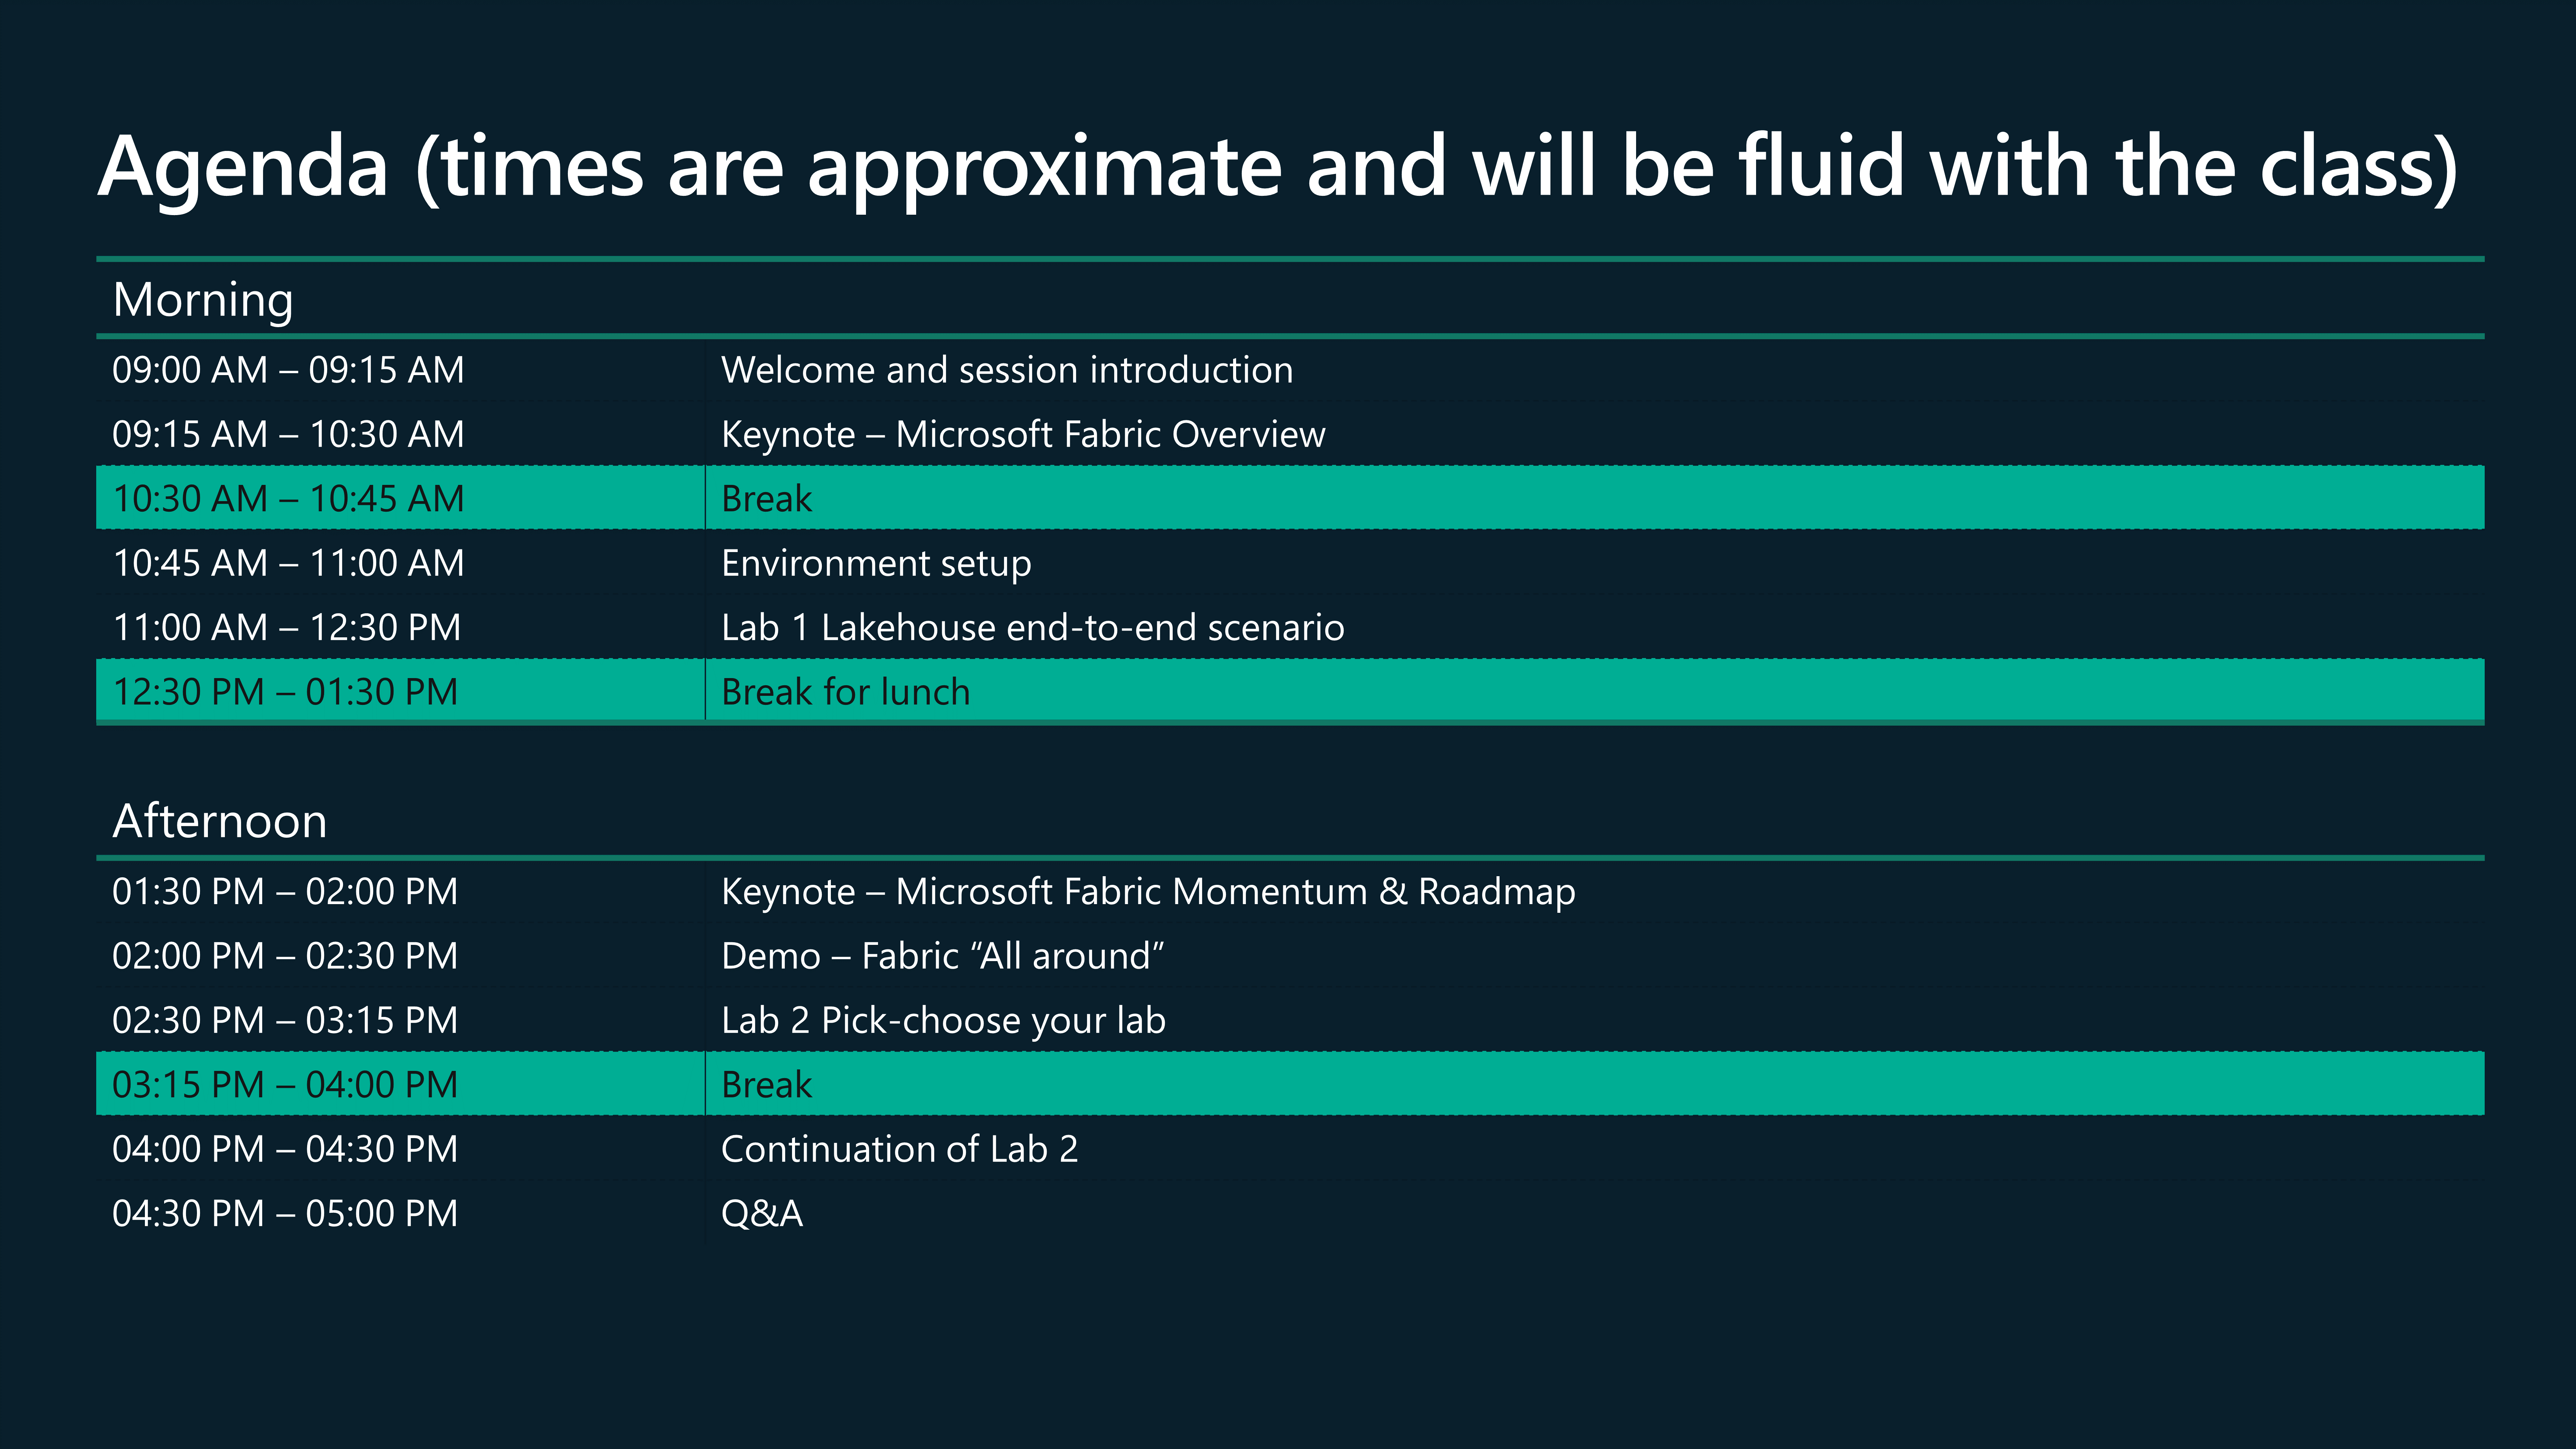 Agenda (times are approximate and will be fluid with the class)
Morning
09:00 AM – 09:15 AM Welcome and session introduction
09:15 AM – 10:30 AM Keynote – Microsoft Fabric Overview
10:30 AM – 10:45 AM Break
10:45 AM – 11:00 AM Environment setup
11:00 AM – 12:30 PM Lab 1 Lakehouse end-to-end scenario
12:30 PM – 01:30 PM Break for lunch
Afternoon
01:30 PM – 02:00 PM Keynote – Microsoft Fabric Momentum & Roadmap
02:00 PM – 02:30 PM Demo – Fabric “All around”
02:30 PM – 03:15 PM Lab 2 Pick-choose your lab
03:15 PM – 04:00 PM Break
04:00 PM – 04:30 PM Continuation of Lab 2
04:30 PM – 05:00 PM Q&A